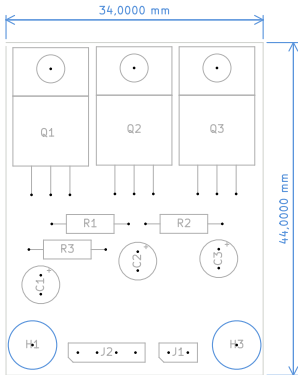 34,0000 mm
44,0000 mm
Q1 Q2 Q3
R1 R2
R3
C1 + C2 + C3 +
H1 J2 J1 H3